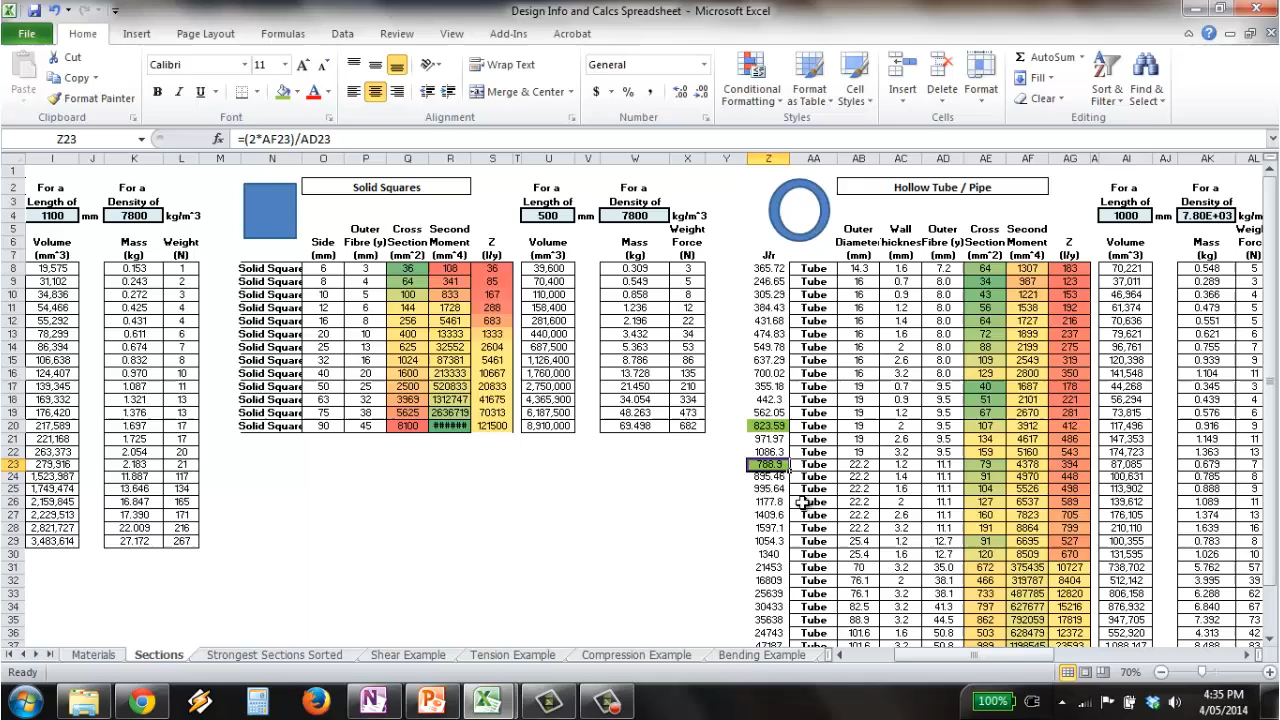 Design Info and Calcs Spreadsheet - Microsoft Excel
File Home Insert Page Layout Formulas Data Review View Add-Ins Acrobat
Cut Calibri 11 Wrap Text General AutoSum
Copy Fill
Paste Format Painter Merge & Center Conditional Formatting Format as Table Cell Styles Insert Delete Format Clear Sort & Filter Find & Select
Clipboard Font Alignment Number Styles Cells Editing
Z23 fx =(2*AF23)/AD23
I J K L M N O P Q R S T U V W X Y Z AA AB AC AD AE AF AG A AI AJ AK AL
1
2 For a For a Solid Squares For a For a Hollow Tube / Pipe For a For a
3 Length of Density of Length of Density of Length of Density of
4 1100 mm 7800 kg/m^3 500 mm 7800 kg/m^3 1000 mm 7.80E+03 kg/m
5 Outer Cross Second Weight Outer Wall Outer Cross Second Weight
6 Volume Mass Weight Side Fibre (y) Section Moment Z Volume Mass Force Diamete Thickness Fibre (y) Section Moment Z Volume Mass Force
7 (mm^3) (kg) (N) (mm) (mm) (mm^2) (mm^4) (I/y) (mm^3) (kg) (N) J/r (mm) (mm) (mm) (mm^2) (mm^4) (I/y) (mm^3) (kg) (N)
8 19,575 0.153 1 Solid Square 6 3 36 108 36 39,600 0.309 3 365.72 Tube 14.3 1.6 7.2 64 1307 183 70,221 0.548 5
9 31,102 0.243 2 Solid Square 8 4 64 341 85 70,400 0.549 5 246.65 Tube 16 0.7 8.0 34 987 123 37,011 0.289 3
10 34,836 0.272 3 Solid Square 10 5 100 833 167 110,000 0.858 8 305.29 Tube 16 0.9 8.0 43 1221 153 46,964 0.366 4
11 54,466 0.425 4 Solid Square 12 6 144 1728 288 158,400 1.236 12 384.43 Tube 16 1.2 8.0 56 1538 192 61,374 0.479 5
12 55,232 0.431 4 Solid Square 16 8 256 5461 683 281,600 2.196 22 431.68 Tube 16 1.4 8.0 64 1727 216 70,636 0.551 5
13 78,299 0.611 6 Solid Square 20 10 400 13333 1333 440,000 3.432 34 474.83 Tube 16 1.6 8.0 72 1899 237 79,621 0.621 6
14 86,394 0.674 7 Solid Square 25 13 625 32552 2604 687,500 5.363 53 549.78 Tube 16 2 8.0 88 2199 275 96,761 0.755 7
15 106,638 0.832 8 Solid Square 32 16 1024 87381 5461 1,126,400 8.786 86 637.29 Tube 16 2.6 8.0 109 2549 319 120,398 0.939 9
16 124,407 0.970 10 Solid Square 40 20 1600 213333 10667 1,760,000 13.728 135 700.02 Tube 16 3.2 8.0 129 2800 350 141,548 1.104 11
17 139,345 1.087 11 Solid Square 50 25 2500 520833 20833 2,750,000 21.450 210 355.18 Tube 19 0.7 9.5 40 1687 178 44,268 0.345 3
18 169,332 1.321 13 Solid Square 63 32 3969 1312747 41675 4,365,900 34.054 334 442.3 Tube 19 0.9 9.5 51 2101 221 56,294 0.439 4
19 176,420 1.376 13 Solid Square 75 38 5625 2636719 70313 6,187,500 48.263 473 562.05 Tube 19 1.2 9.5 67 2670 281 73,815 0.576 6
20 217,589 1.697 17 Solid Square 90 45 8100 ###### 121500 8,910,000 69.498 682 823.59 Tube 19 2 9.5 107 3912 412 117,496 0.916 9
21 221,168 1.725 17 971.97 Tube 19 2.6 9.5 134 4617 486 147,353 1.149 11
22 263,373 2.054 20 1086.3 Tube 19 3.2 9.5 159 5160 543 174,723 1.363 13
23 279,916 2.183 21 788.9 Tube 22.2 1.2 11.1 79 4378 394 87,085 0.679 7
24 1,523,987 11.887 117 895.46 Tube 22.2 1.4 11.1 91 4970 448 100,631 0.785 8
25 1,749,474 13.646 134 995.64 Tube 22.2 1.6 11.1 104 5526 498 113,902 0.888 9
26 2,159,845 16.847 165 1177.8 Tube 22.2 2 11.1 127 6537 589 139,612 1.089 11
27 2,229,513 17.390 171 1409.6 Tube 22.2 2.6 11.1 160 7823 705 176,105 1.374 13
28 2,821,727 22.009 216 1597.1 Tube 22.2 3.2 11.1 191 8864 799 210,110 1.639 16
29 3,483,614 27.172 267 1054.3 Tube 25.4 1.2 12.7 91 6695 527 100,355 0.783 8
30 1340 Tube 25.4 1.6 12.7 120 8509 670 131,595 1.026 10
31 21453 Tube 70 3.2 35.0 672 375435 10727 738,702 5.762 57
32 16809 Tube 76.1 2 38.1 466 319787 8404 512,142 3.995 39
33 25639 Tube 76.1 3.2 38.1 733 487785 12820 806,158 6.288 62
34 30433 Tube 82.5 3.2 41.3 797 627677 15216 876,932 6.840 67
35 35638 Tube 88.9 3.2 44.5 862 792059 17819 947,705 7.392 73
36 24743 Tube 101.6 1.6 50.8 503 628479 12372 552,920 4.313 42
Materials Sections Strongest Sections Sorted Shear Example Tension Example Compression Example Bending Example
Ready 70%
100% 4:35 PM
4/05/2014